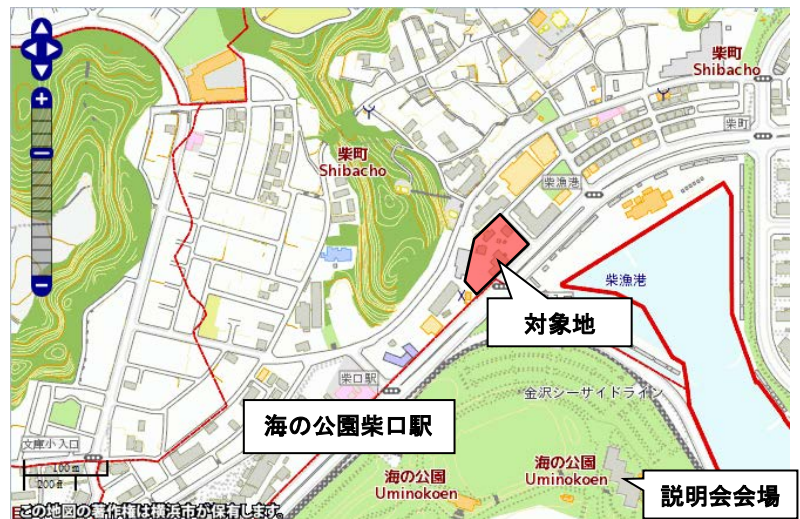 柴町
Shibacho
柴町
柴町
Shibacho
柴漁港
柴漁港
対象地
柴口駅
金沢シーサイドライン
海の公園柴口駅
文庫小入口
海の公園
Uminokoen
海の公園
Uminokoen
説明会会場
100 m
200 ft
この地図の著作権は横浜市が保有します。